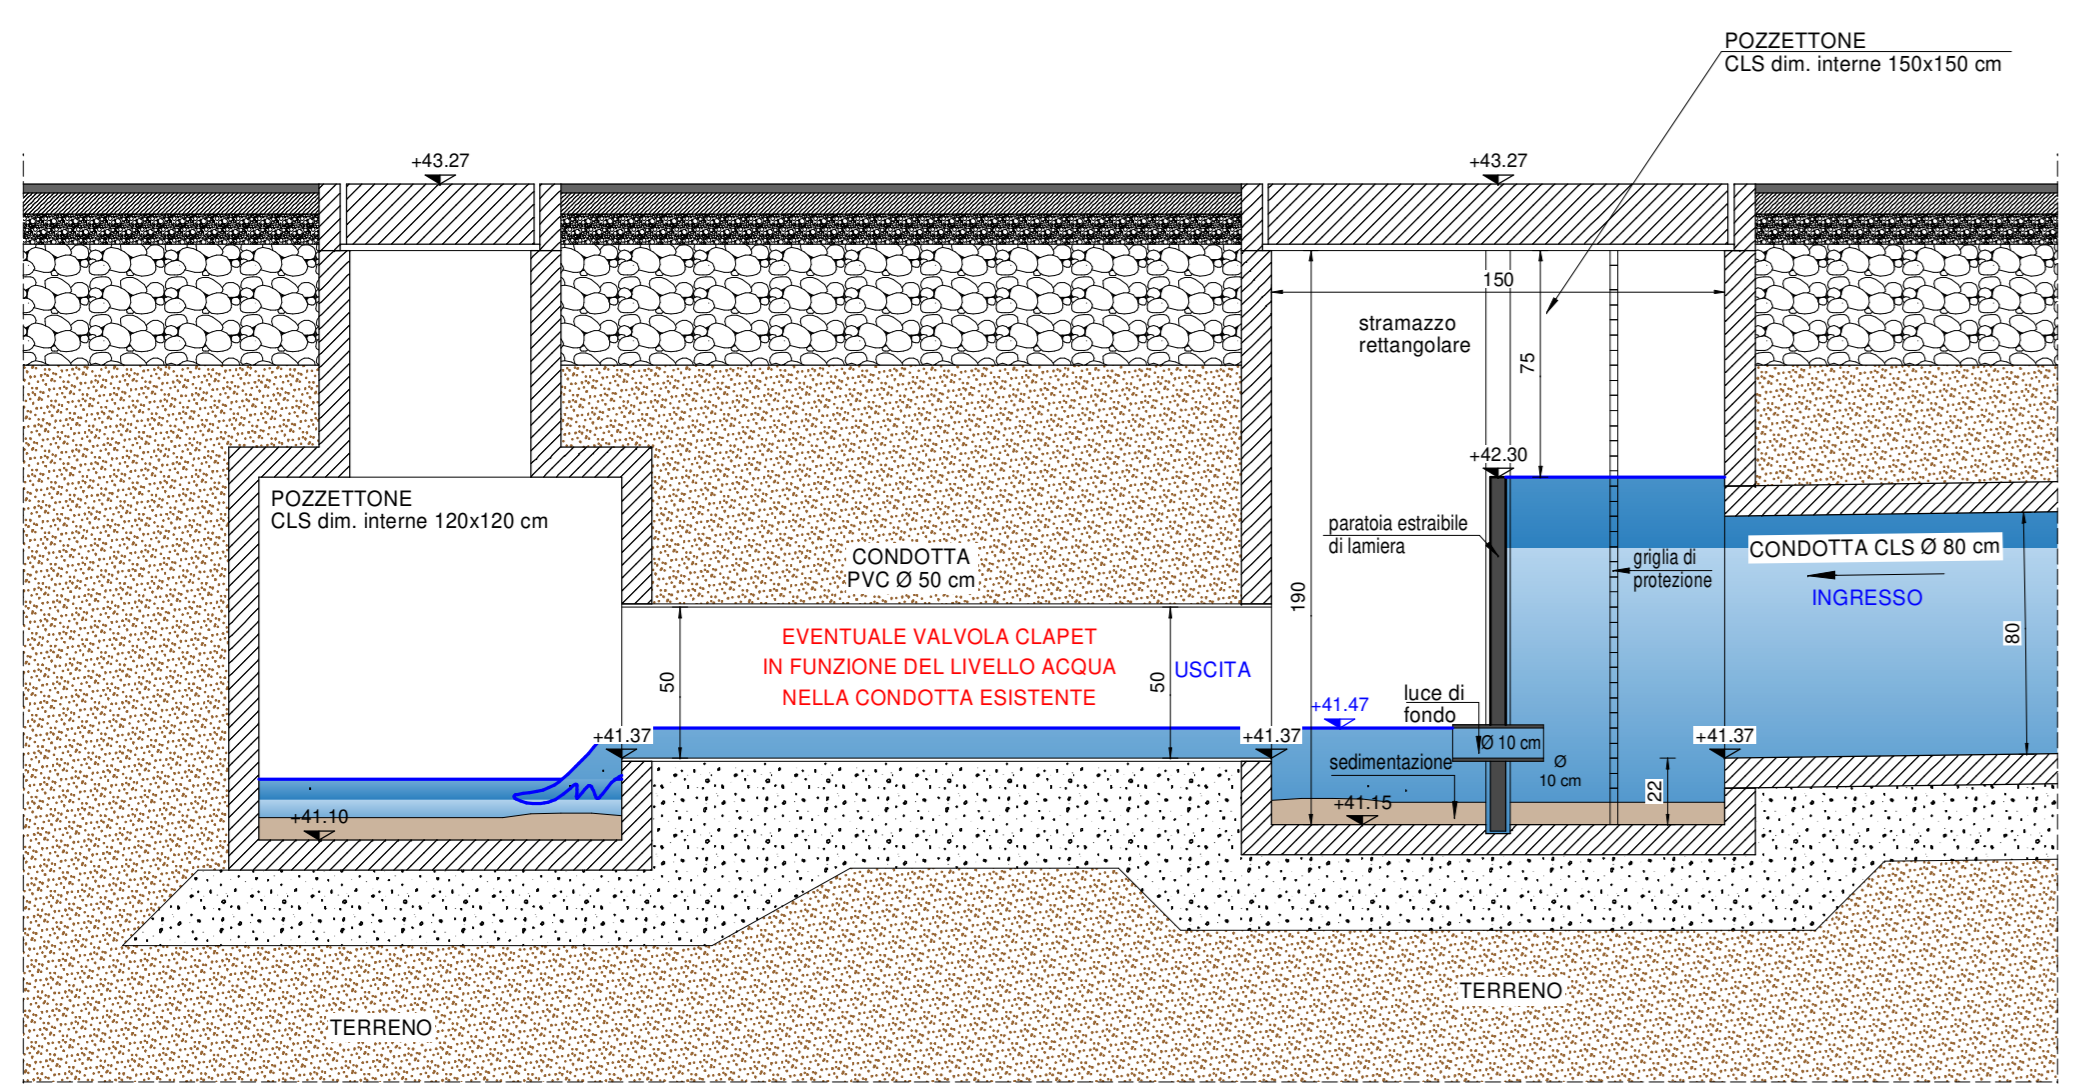 POZZETTONE
CLS dim. interne 150x150 cm
+43.27
+43.27
150
stramazzo
rettangolare
75
+42.30
POZZETTONE
CLS dim. interne 120x120 cm
paratoia estraibile
di lamiera
CONDOTTA
PVC Ø 50 cm
griglia di
protezione
CONDOTTA CLS Ø 80 cm
INGRESSO
190
80
EVENTUALE VALVOLA CLAPET
IN FUNZIONE DEL LIVELLO ACQUA
NELLA CONDOTTA ESISTENTE
50
50
USCITA
luce di
fondo
+41.47
+41.37
+41.37
+41.37
Ø 10 cm
Ø
10 cm
sedimentazione
22
+41.15
+41.10
TERRENO
TERRENO